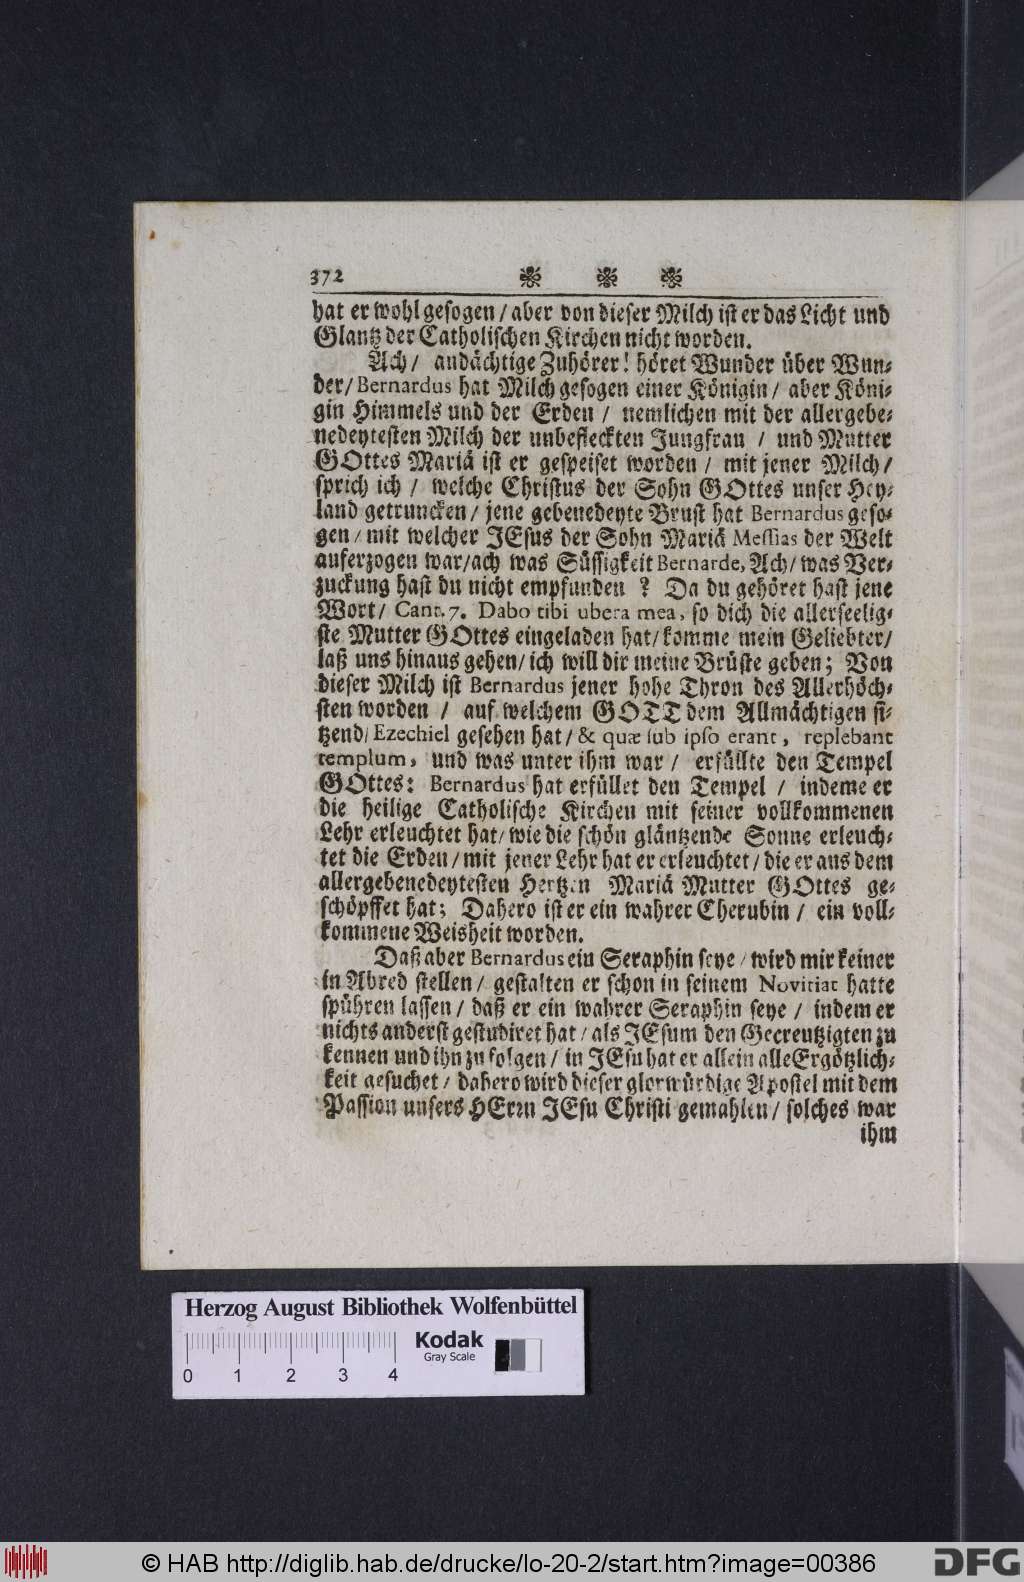 372
hat er wohl gesogen / aber von dieser Milch ist er das Licht und
Glantz der Catholischen Kirchen nicht worden.
Ach / andächtige Zuhörer! höret Wunder über Wun-
der / Bernardus hat Milch gesogen einer Königin / aber Köni-
gin Himmels und der Erden / nemlichen mit der allergebe-
nedeytesten Milch der unbefleckten Jungfrau / und Mutter
GOttes Mariä ist er gespeiset worden / mit jener Milch /
sprich ich / welche Christus der Sohn GOttes unser Hey-
land getruncken / jene gebenedeyte Brust hat Bernardus geso-
gen / mit welcher JEsus der Sohn Mariä Messias der Welt
auferzogen war / ach was Süssigkeit Bernarde, Ach / was Ver-
zuckung hast du nicht empfunden ? Da du gehöret hast jene
Wort / Cant. 7. Dabo tibi ubera mea, so dich die allerseelig-
ste Mutter GOttes eingeladen hat / komme mein Geliebter /
laß uns hinaus gehen / ich will dir meine Brüste geben; Von
dieser Milch ist Bernardus jener hohe Thron des Allerhöch-
sten worden / auf welchem GOTT dem Allmächtigen si-
tzend / Ezechiel gesehen hat / & quæ sub ipso erant, replebant
templum, und was unter ihm war / erfüllte den Tempel
GOttes: Bernardus hat erfüllet den Tempel / indeme er
die heilige Catholische Kirchen mit seiner vollkommenen
Lehr erleuchtet hat / wie die schön gläntzende Sonne erleuch-
tet die Erden / mit jener Lehr hat er erleuchtet / die er aus dem
allergebenedeytesten Hertzen Mariä Mutter GOttes ge-
schöpffet hat; Dahero ist er ein wahrer Cherubin / ein voll-
kommene Weisheit worden.
Daß aber Bernardus ein Seraphin seye / wird mir keiner
in Abred stellen / gestalten er schon in seinem Novitiat hatte
spühren lassen / daß er ein wahrer Seraphin seye / indem er
nichts anderst gestudiret hat / als JEsum den Gecreutzigten zu
kennen und ihn zu folgen / in JEsu hat er allein alle Ergötzlich-
keit gesuchet / dahero wird dieser glorwürdige Apostel mit dem
Passion unsers HErrn JEsu Christi gemahlen / solches war
ihm
Herzog August Bibliothek Wolfenbüttel
Kodak
Gray Scale
0 1 2 3 4
© HAB http://diglib.hab.de/drucke/lo-20-2/start.htm?image=00386
DFG